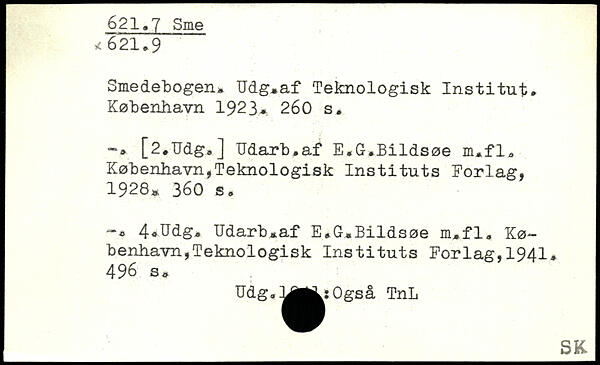 621.7 Sme
×621.9
Smedebogen. Udg.af Teknologisk Institut.
København 1923. 260 s.
-. [2.Udg.] Udarb.af E.G.Bildsøe m.fl.
København,Teknologisk Instituts Forlag,
1928. 360 s.
-. 4.Udg. Udarb.af E.G.Bildsøe m.fl. Kø-
benhavn,Teknologisk Instituts Forlag,1941.
496 s.
Udg. :Også TnL
SK